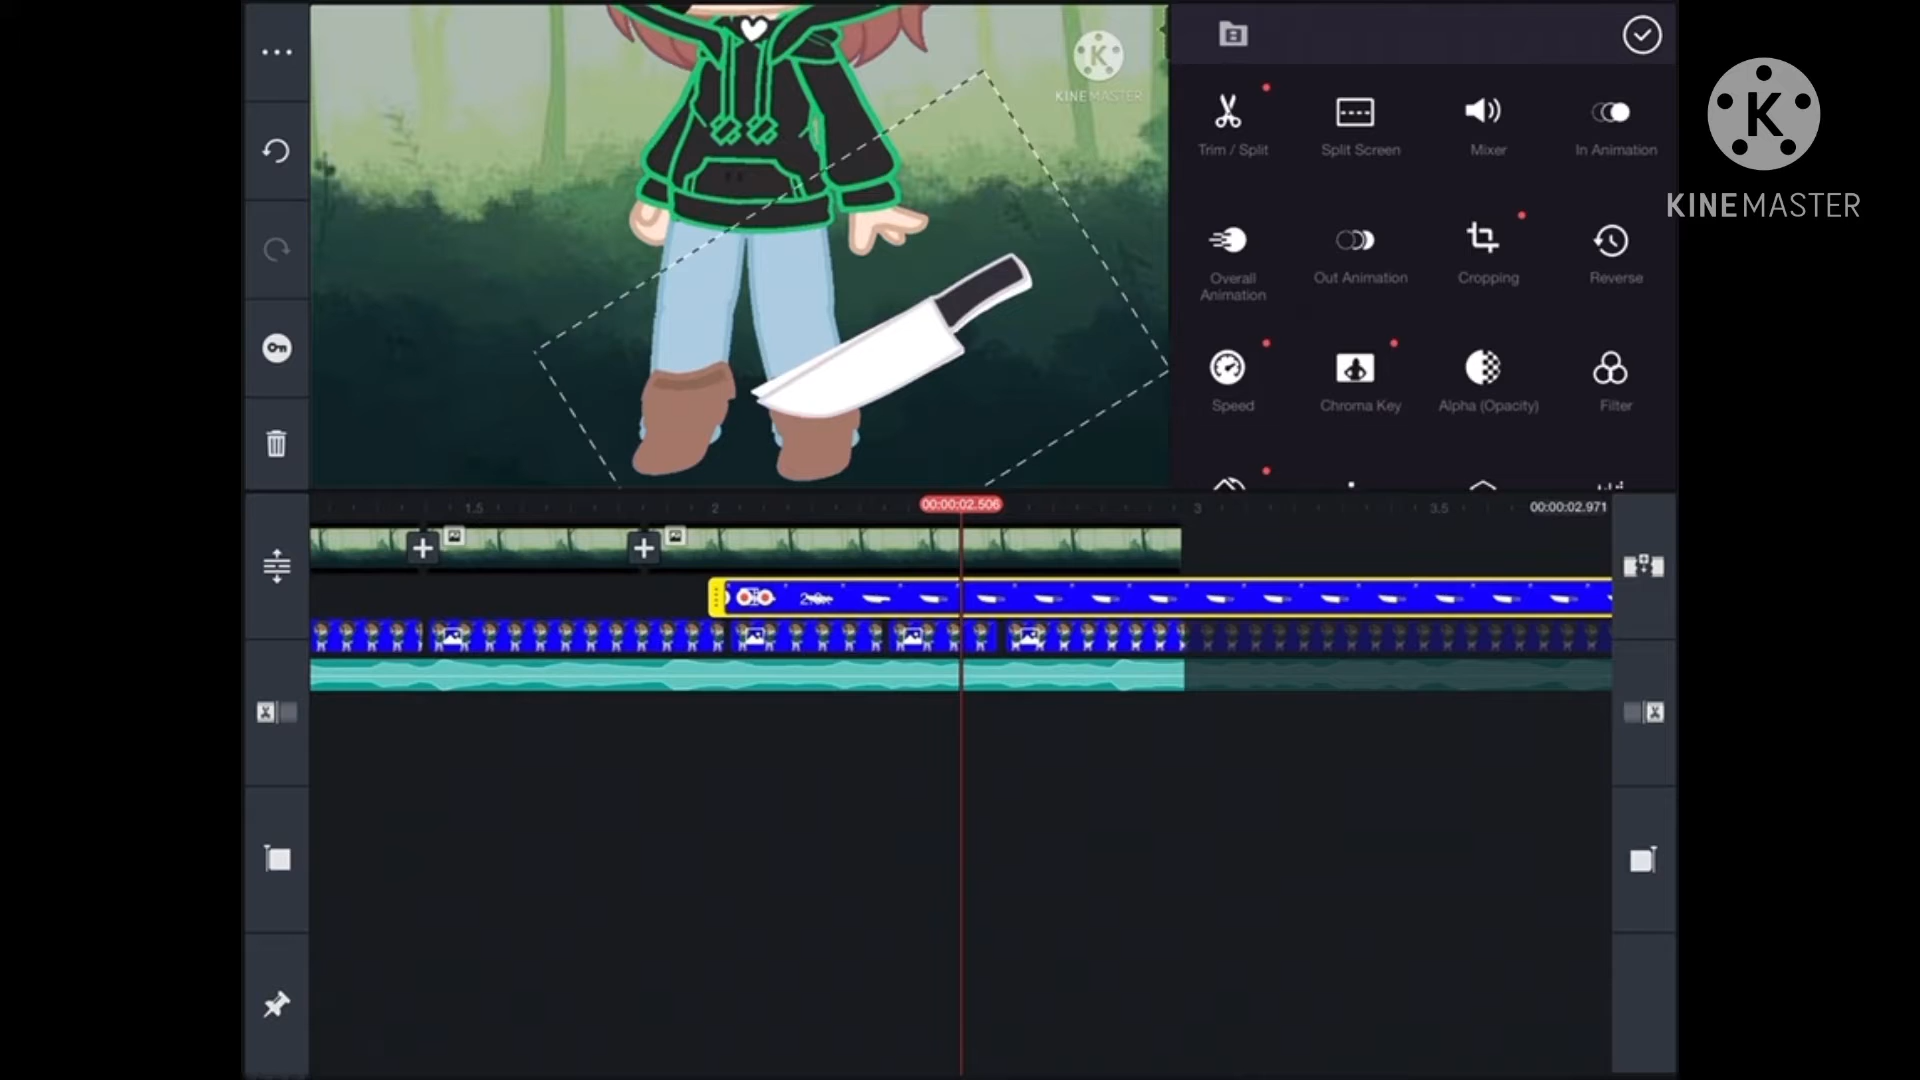 KINEMASTER
KINEMASTER
Trim / Split
Split Screen
Mixer
In Animation
Overall
Animation
Out Animation
Cropping
Reverse
Speed
Chroma Key
Alpha (Opacity)
Filter
1.5
2
00:00:02.506
3
3.5
00:00:02.971